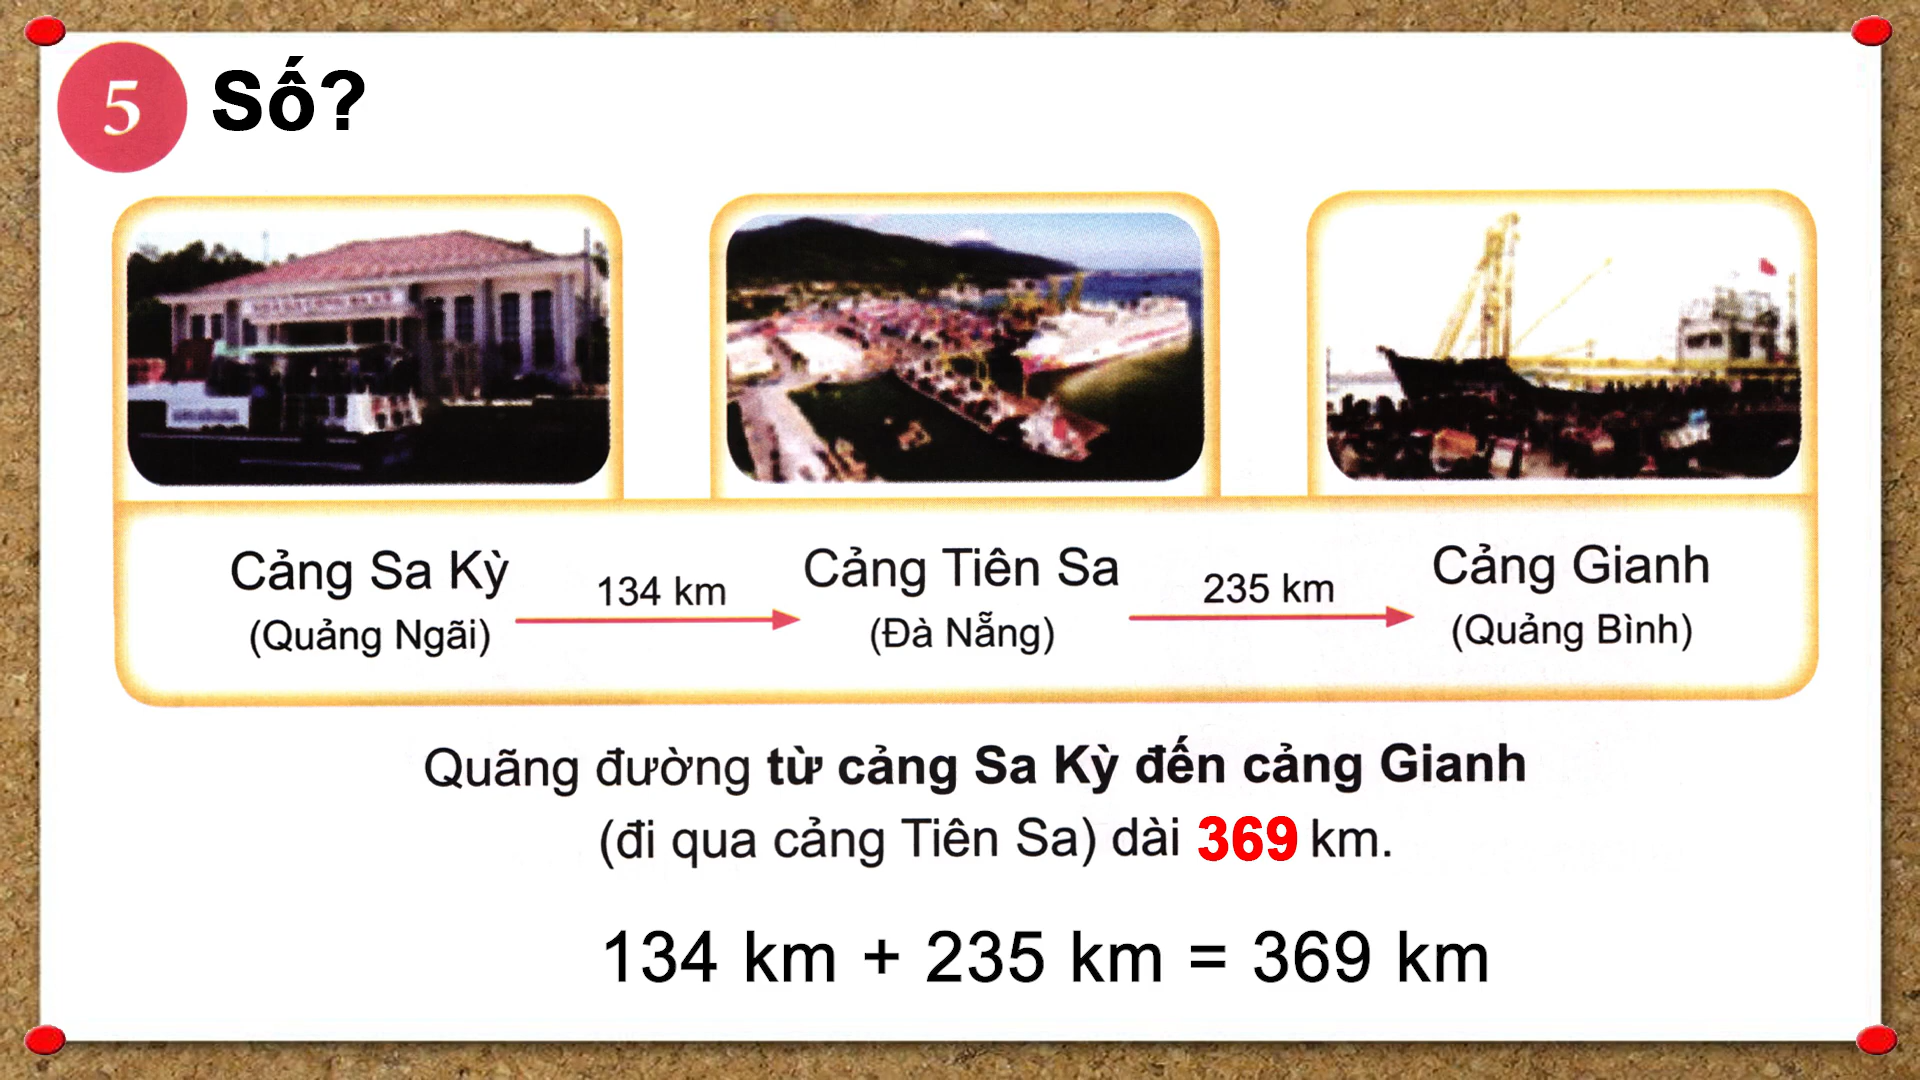 5 Số?
Cảng Sa Kỳ
(Quảng Ngãi)
134 km
Cảng Tiên Sa
(Đà Nẵng)
235 km
Cảng Gianh
(Quảng Bình)
Quãng đường từ cảng Sa Kỳ đến cảng Gianh
(đi qua cảng Tiên Sa) dài 369 km.
134 km + 235 km = 369 km